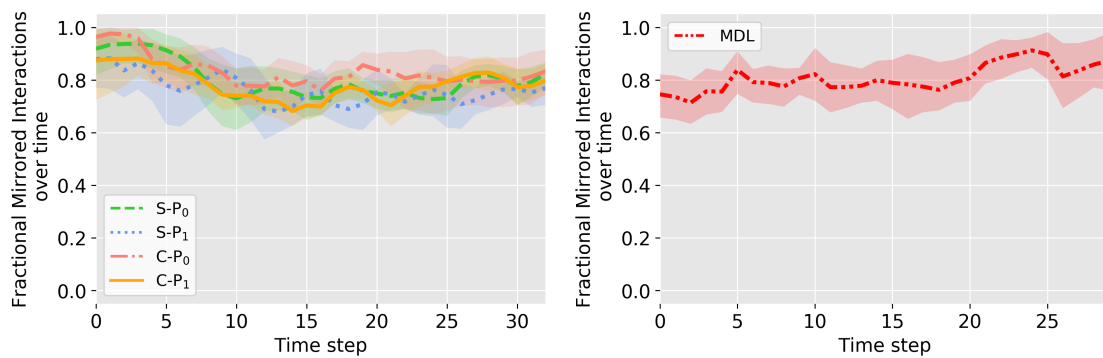 Fractional Mirrored Interactions
over time
1.0
0.8
0.6
0.4
0.2
0.0
S-P0
S-P1
C-P0
C-P1
0 5 10 15 20 25 30
Time step
Fractional Mirrored Interactions
over time
1.0
0.8
0.6
0.4
0.2
0.0
MDL
0 5 10 15 20 25
Time step